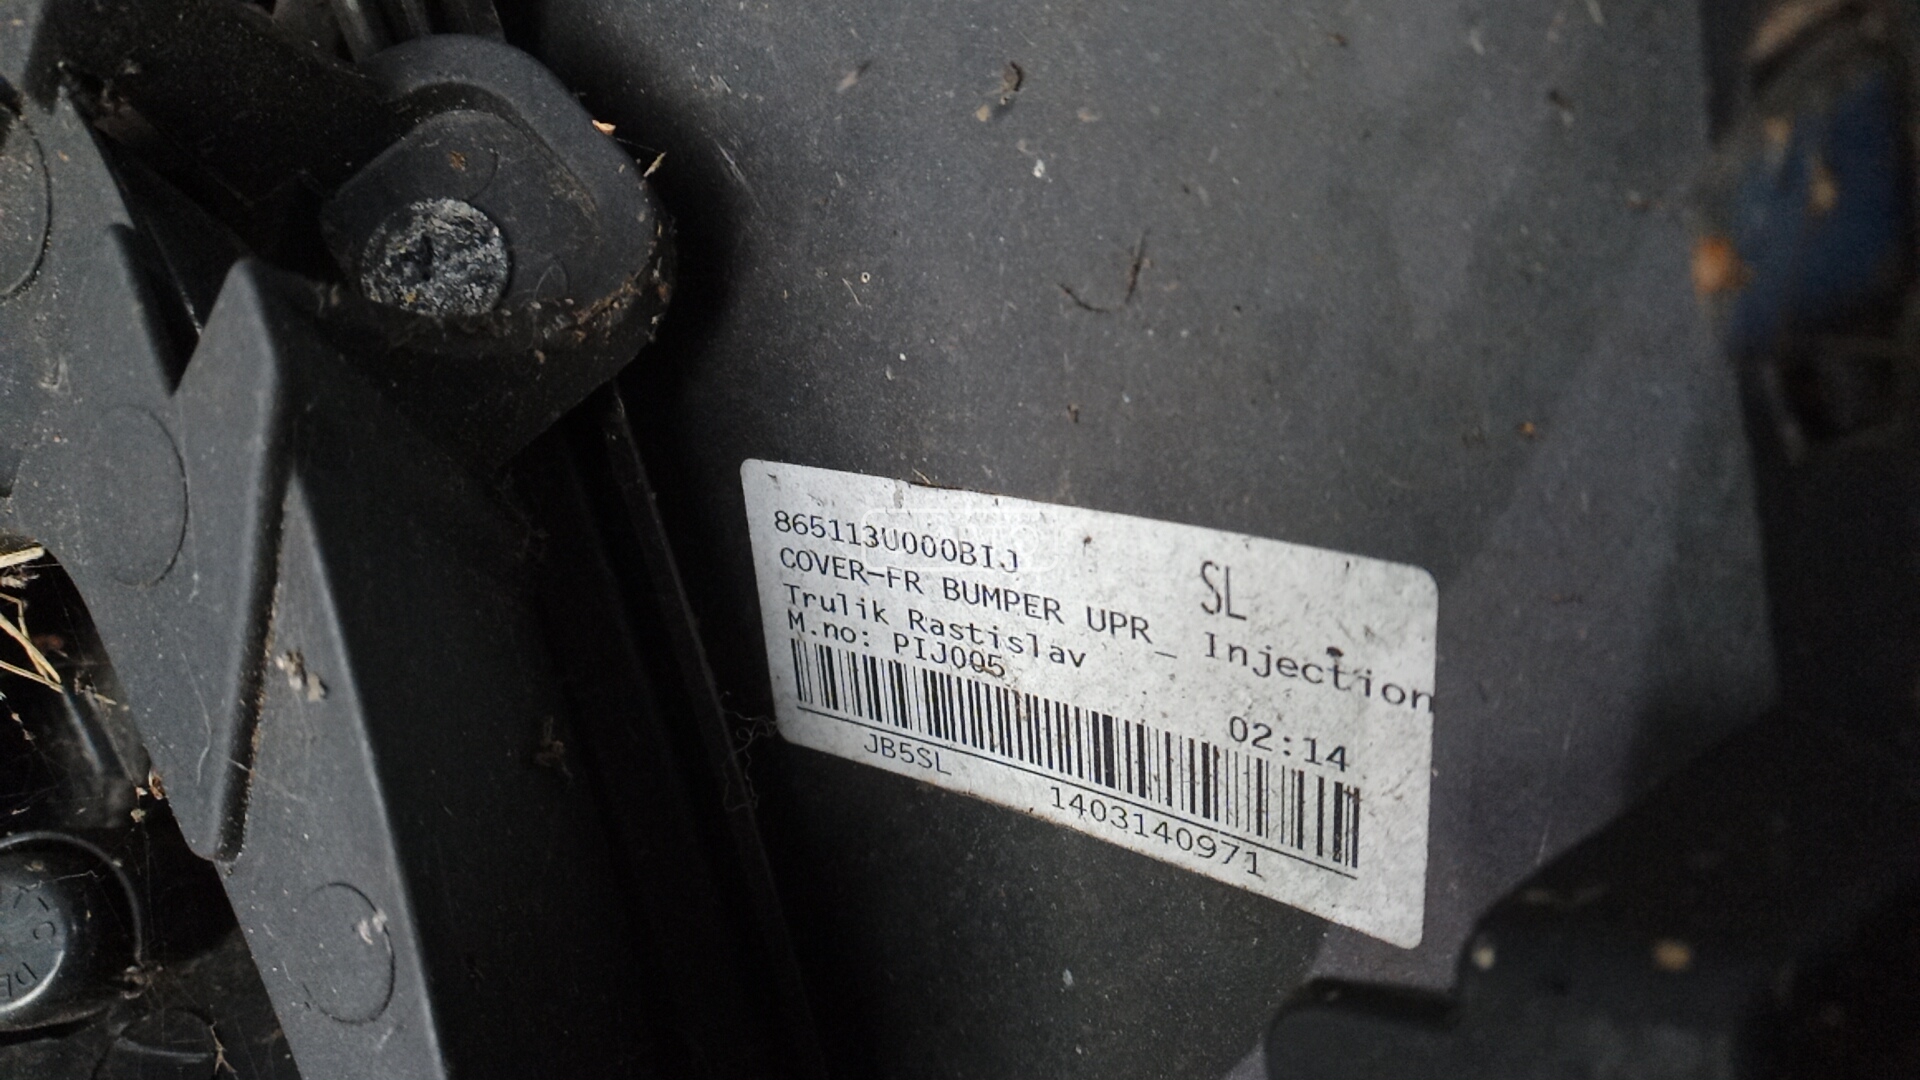 865113U000BIJ
SL
COVER-FR BUMPER UPR_ Injection
Trulik Rastislav _
M.no: PIJ005
02:14
JB5SL
1403140971